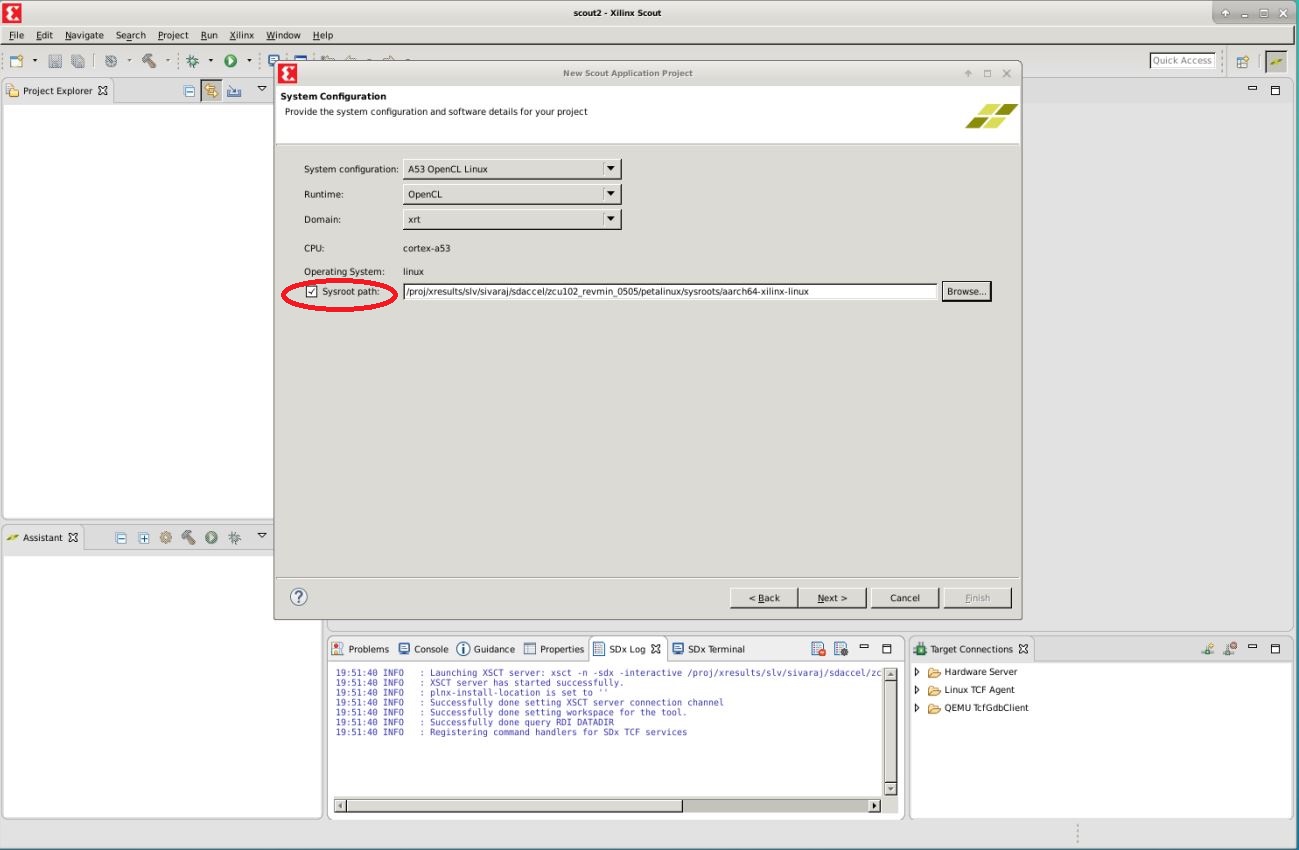 scout2 - Xilinx Scout
File Edit Navigate Search Project Run Xilinx Window Help
Quick Access
Project Explorer
New Scout Application Project
System Configuration
Provide the system configuration and software details for your project
System configuration: A53 OpenCL Linux
Runtime: OpenCL
Domain: xrt
CPU: cortex-a53
Operating System: linux
Sysroot path: /proj/xresults/slv/sivaraj/sdaccel/zcu102_revmin_0505/petalinux/sysroots/aarch64-xilinx-linux Browse...
Assistant
< Back Next > Cancel Finish
Problems Console Guidance Properties SDx Log SDx Terminal
19:51:40 INFO : Launching XSCT server: xsct -n -sdx -interactive /proj/xresults/slv/sivaraj/sdaccel/zc
19:51:40 INFO : XSCT server has started successfully.
19:51:40 INFO : plnx-install-location is set to ''
19:51:40 INFO : Successfully done setting XSCT server connection channel
19:51:40 INFO : Successfully done setting workspace for the tool.
19:51:40 INFO : Successfully done query RDI DATADIR
19:51:40 INFO : Registering command handlers for SDx TCF services
Target Connections
Hardware Server
Linux TCF Agent
QEMU TcfGdbClient